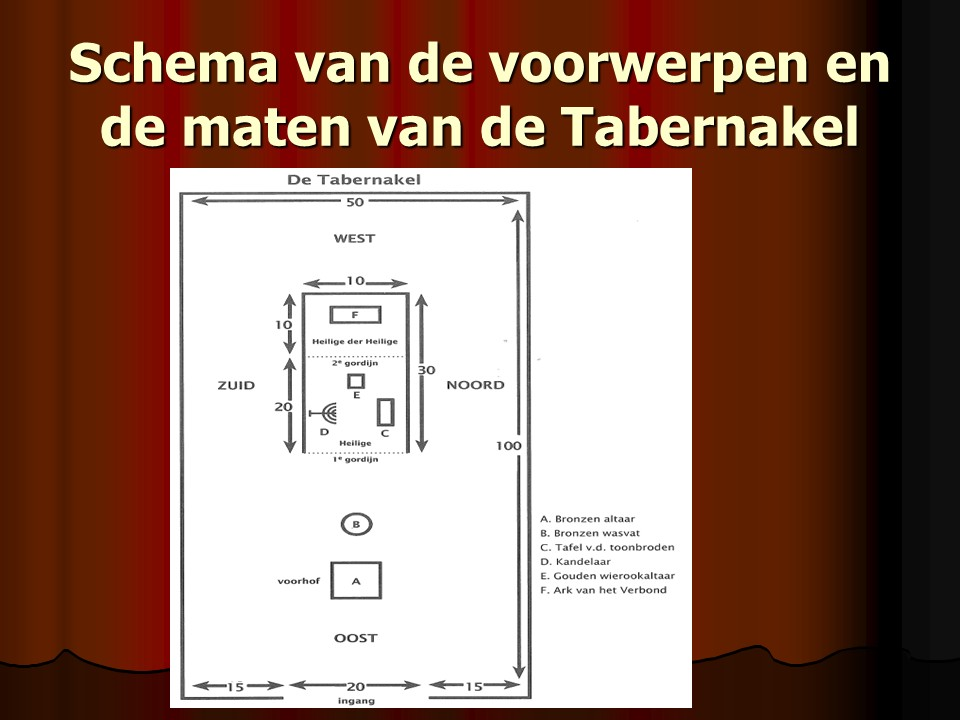 Schema van de voorwerpen en
de maten van de Tabernakel
De Tabernakel
50
WEST
10
F
10
Heilige der Heilige
2e gordijn
30
ZUID
NOORD
E
20
D
C
Heilige
1e gordijn
100
B
A. Bronzen altaar
B. Bronzen wasvat
C. Tafel v.d. toonbroden
D. Kandelaar
E. Gouden wierookaltaar
F. Ark van het Verbond
voorhof
A
OOST
15
20
15
ingang